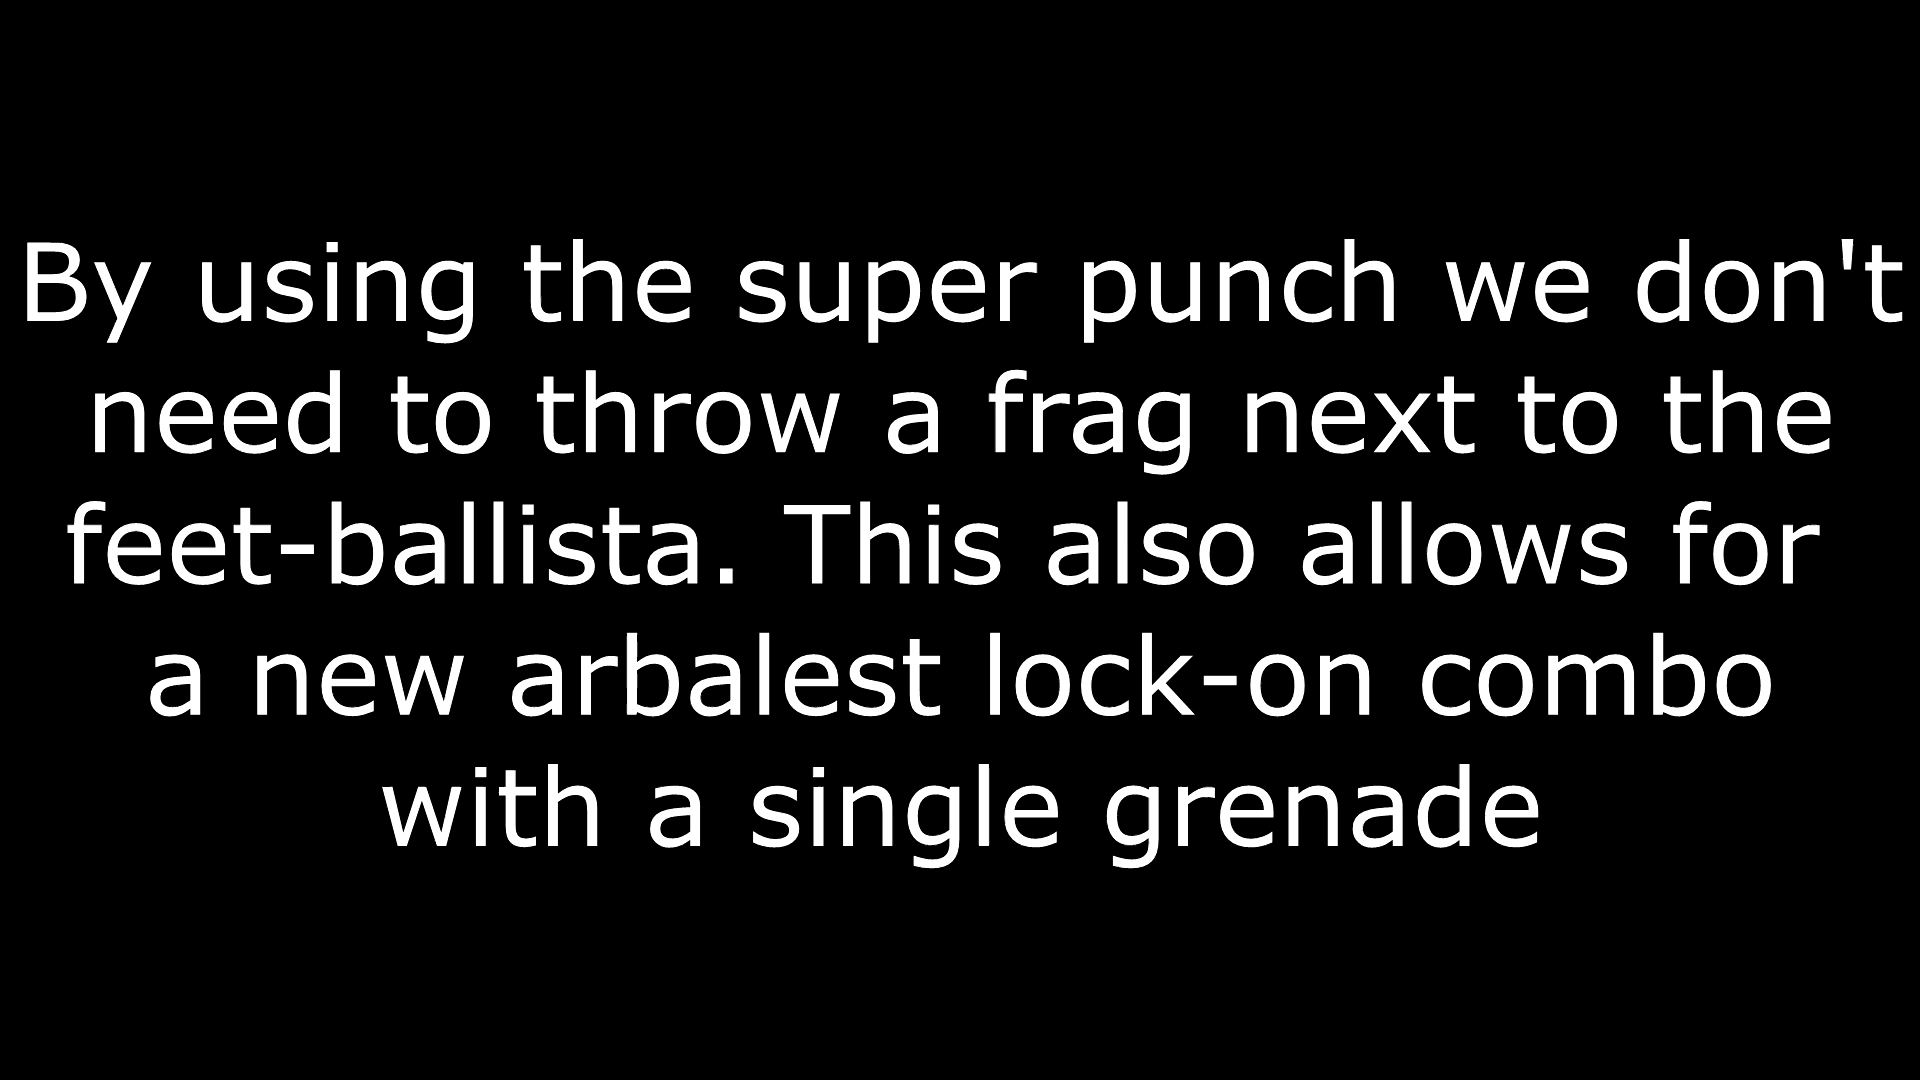 By using the super punch we don't
need to throw a frag next to the
feet-ballista. This also allows for
a new arbalest lock-on combo
with a single grenade